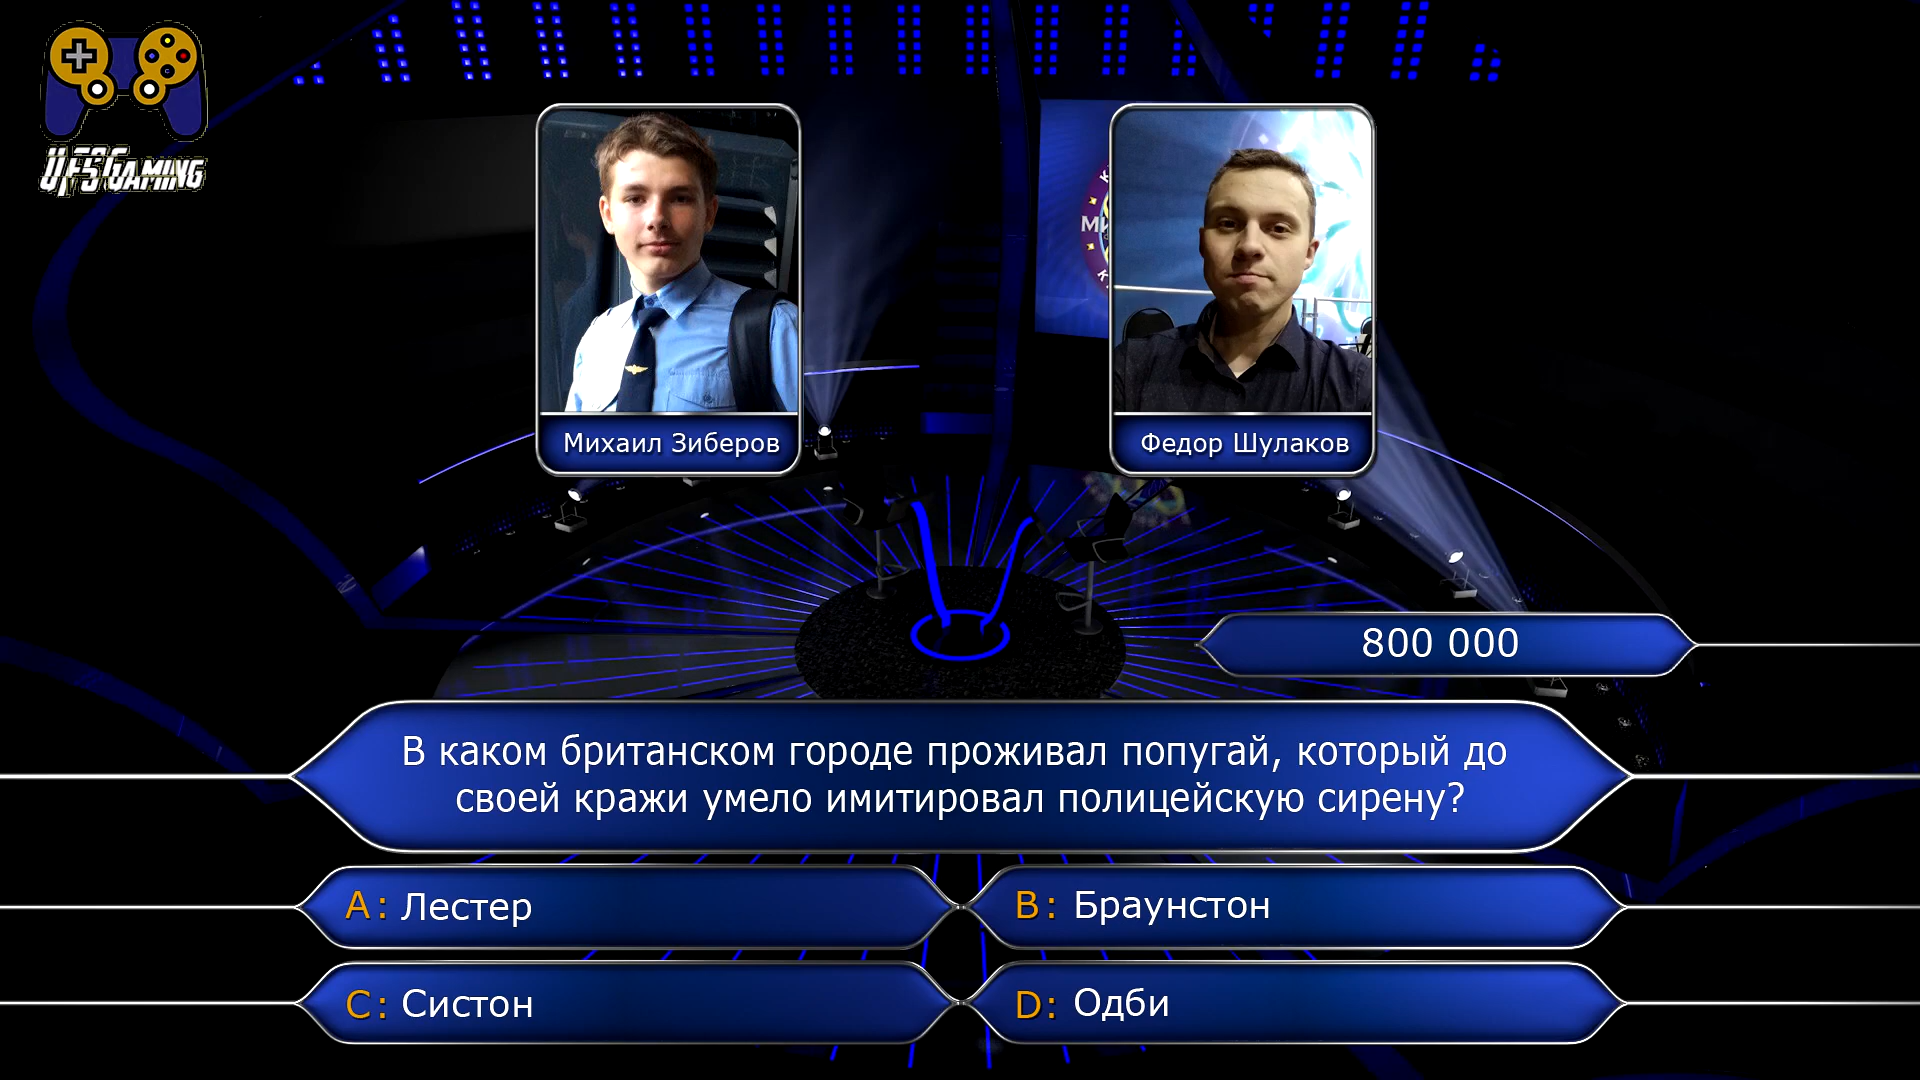 UFSGAMING
Михаил Зиберов
Федор Шулаков
800 000
В каком британском городе проживал попугай, который до
своей кражи умело имитировал полицейскую сирену?
A: Лестер
B: Браунстон
C: Систон
D: Одби